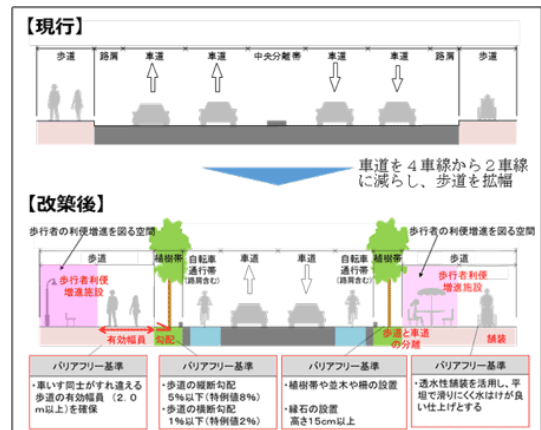 【現行】
歩道 路肩 車道 車道 中央分離帯 車道 車道 路肩 歩道
車道を4車線から2車線
に減らし、歩道を拡幅
【改築後】
歩行者の利便増進を図る空間 歩行者の利便増進を図る空間
歩道 植樹帯 自転車
通行帯
(路肩含む) 車道 車道 自転車
通行帯
(路肩含む) 植樹帯 歩道
歩行者利便
増進施設
歩行者利便
増進施設
有効幅員 勾配 歩道と車道
の分離 舗装
バリアフリー基準
・車いす同士がすれ違える
歩道の有効幅員（2.0
m以上）を確保
バリアフリー基準
・歩道の縦断勾配
5%以下(特例値8%)
・歩道の横断勾配
1%以下(特例値2%)
バリアフリー基準
・植樹帯や並木や柵の設置
・縁石の設置
高さ15cm以上
バリアフリー基準
・透水性舗装を活用し、平
坦で滑りにくく水はけが良
い仕上げとする